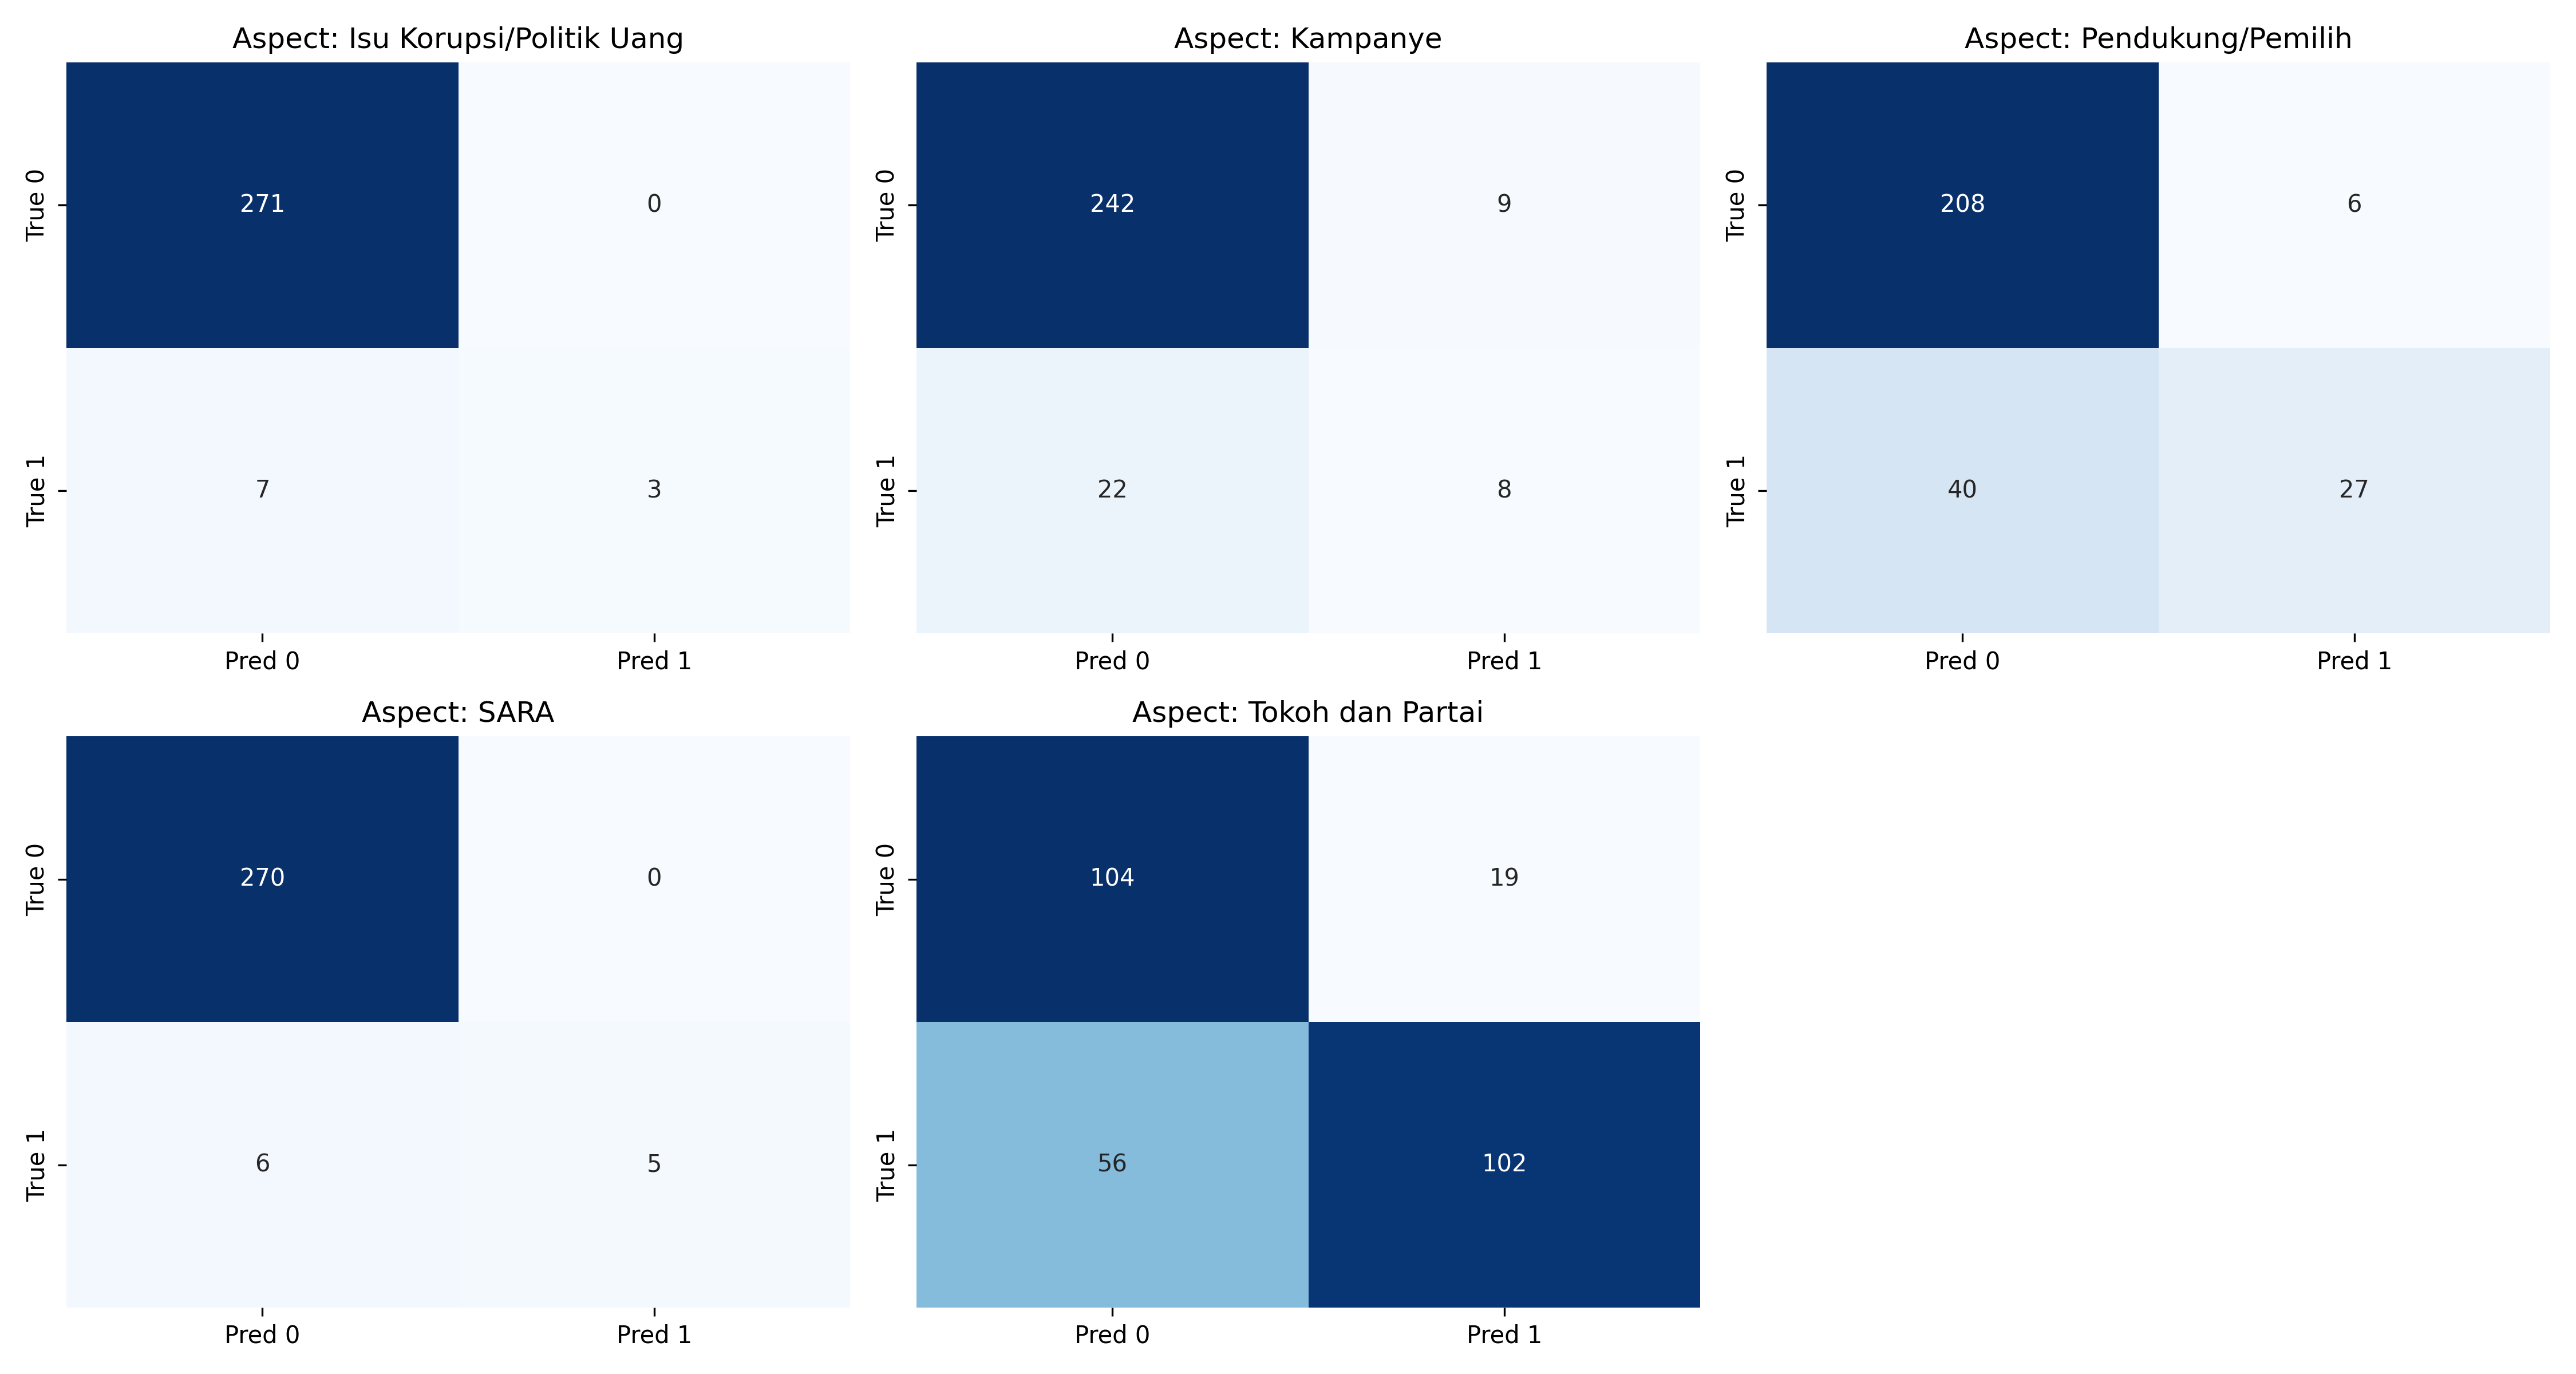 Aspect: Isu Korupsi/Politik Uang
True 0
271
0
True 1
7
3
Pred 0
Pred 1
Aspect: Kampanye
True 0
242
9
True 1
22
8
Pred 0
Pred 1
Aspect: Pendukung/Pemilih
True 0
208
6
True 1
40
27
Pred 0
Pred 1
Aspect: SARA
True 0
270
0
True 1
6
5
Pred 0
Pred 1
Aspect: Tokoh dan Partai
True 0
104
19
True 1
56
102
Pred 0
Pred 1